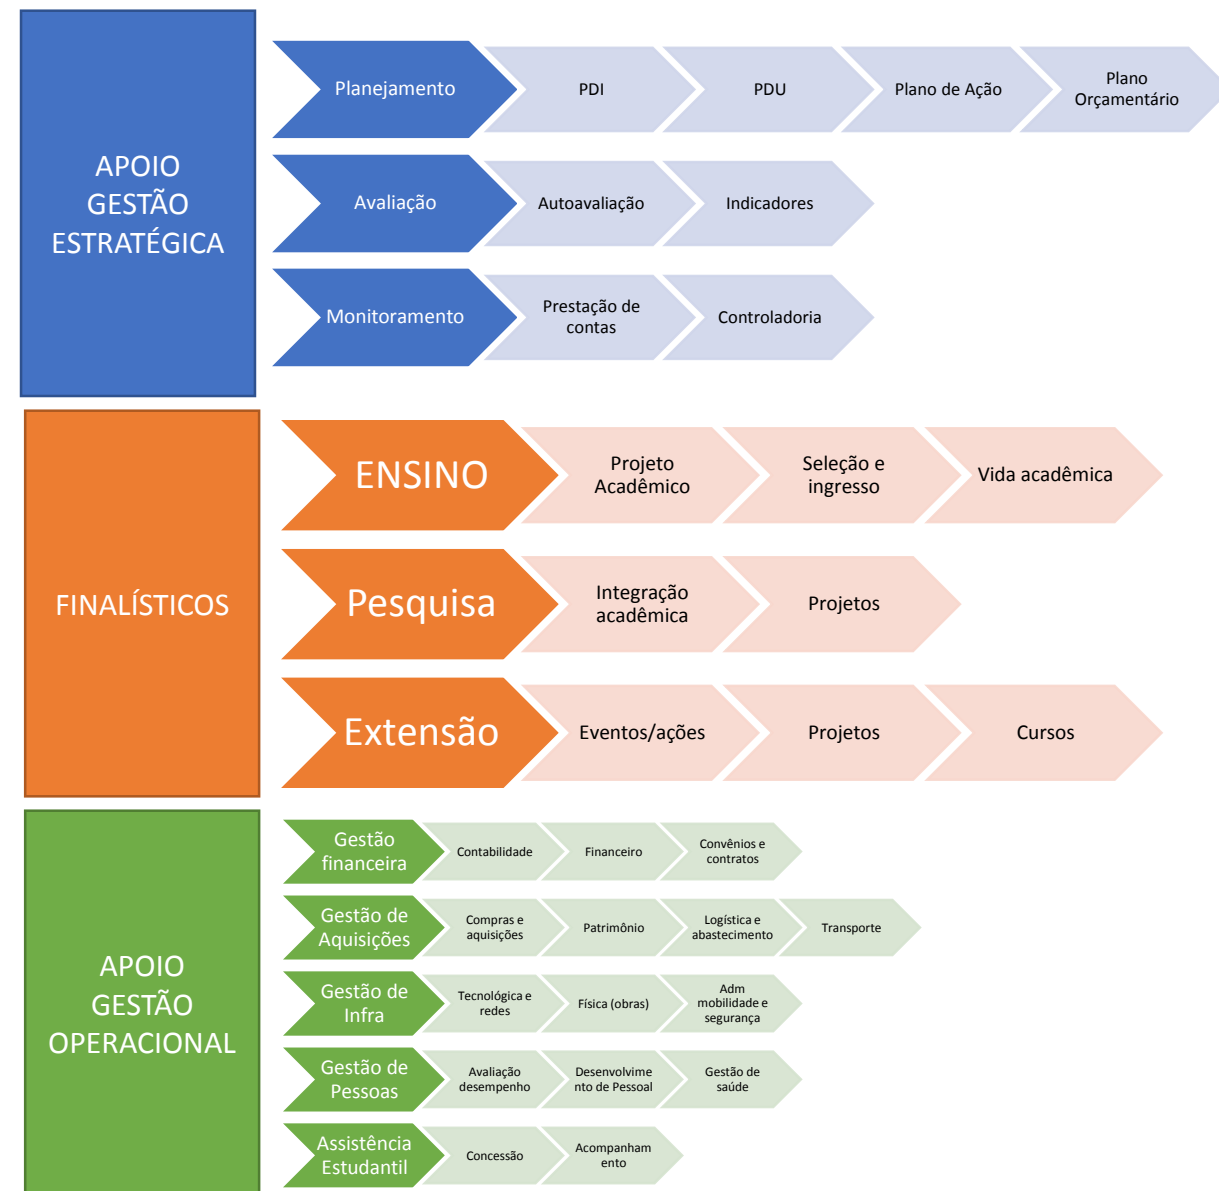 APOIO
GESTÃO
ESTRATÉGICA
Planejamento
PDI
PDU
Plano de Ação
Plano
Orçamentário
Avaliação
Autoavaliação
Indicadores
Monitoramento
Prestação de
contas
Controladoria
FINALÍSTICOS
ENSINO
Projeto
Acadêmico
Seleção e
ingresso
Vida acadêmica
Pesquisa
Integração
acadêmica
Projetos
Extensão
Eventos/ações
Projetos
Cursos
APOIO
GESTÃO
OPERACIONAL
Gestão
financeira
Contabilidade
Financeiro
Convênios e
contratos
Gestão de
Aquisições
Compras e
aquisições
Patrimônio
Logística e
abastecimento
Transporte
Gestão de
Infra
Tecnológica e
redes
Física (obras)
Adm
mobilidade e
segurança
Gestão de
Pessoas
Avaliação
desempenho
Desenvolvime
nto de Pessoal
Gestão de
saúde
Assistência
Estudantil
Concessão
Acompanham
ento